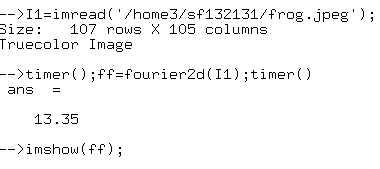 -->I1=imread('/home3/sf132131/frog.jpeg');
Size:   107 rows X 105 columns
Truecolor Image
-->timer();ff=fourier2d(I1);timer()
ans  =
13.35
-->imshow(ff);